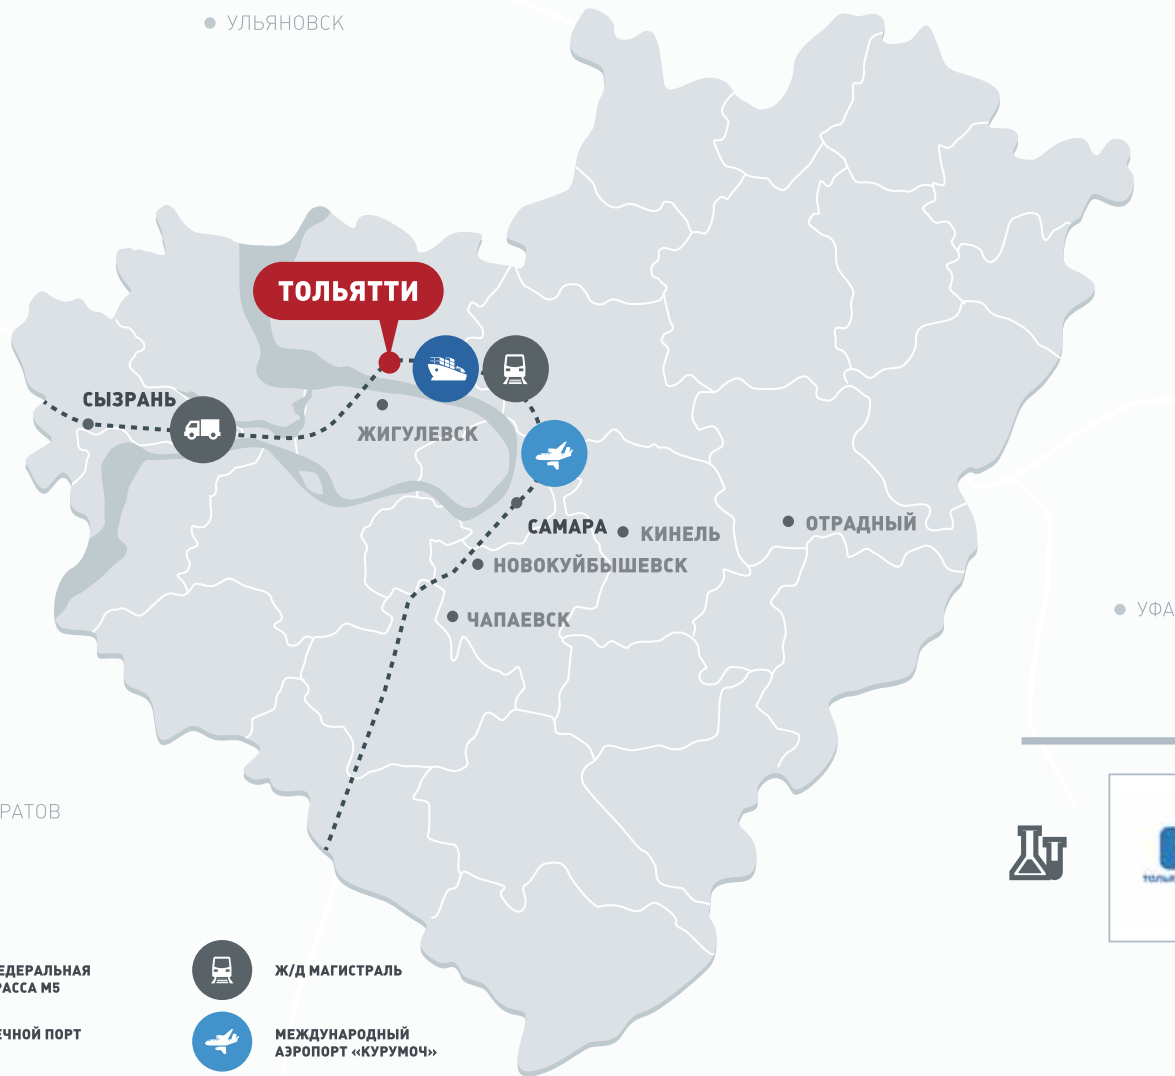 УЛЬЯНОВСК
ТОЛЬЯТТИ
СЫЗРАНЬ
ЖИГУЛЕВСК
САМАРА
КИНЕЛЬ
ОТРАДНЫЙ
НОВОКУЙБЫШЕВСК
ЧАПАЕВСК
УФА
РАТОВ
ЕДЕРАЛЬНАЯ
РАССА М5
Ж/Д МАГИСТРАЛЬ
ЕЧНОЙ ПОРТ
МЕЖДУНАРОДНЫЙ
АЭРОПОРТ «КУРУМОЧ»